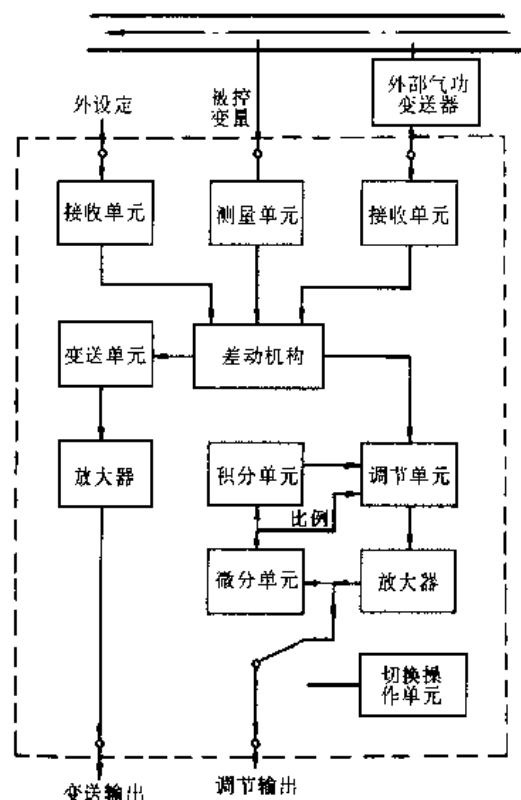 外部气功
变送器
外设定
被控
变量
接收单元
测量单元
接收单元
变送单元
差动机构
放大器
积分单元
调节单元
比例
微分单元
放大器
切换操
作单元
变送输出
调节输出